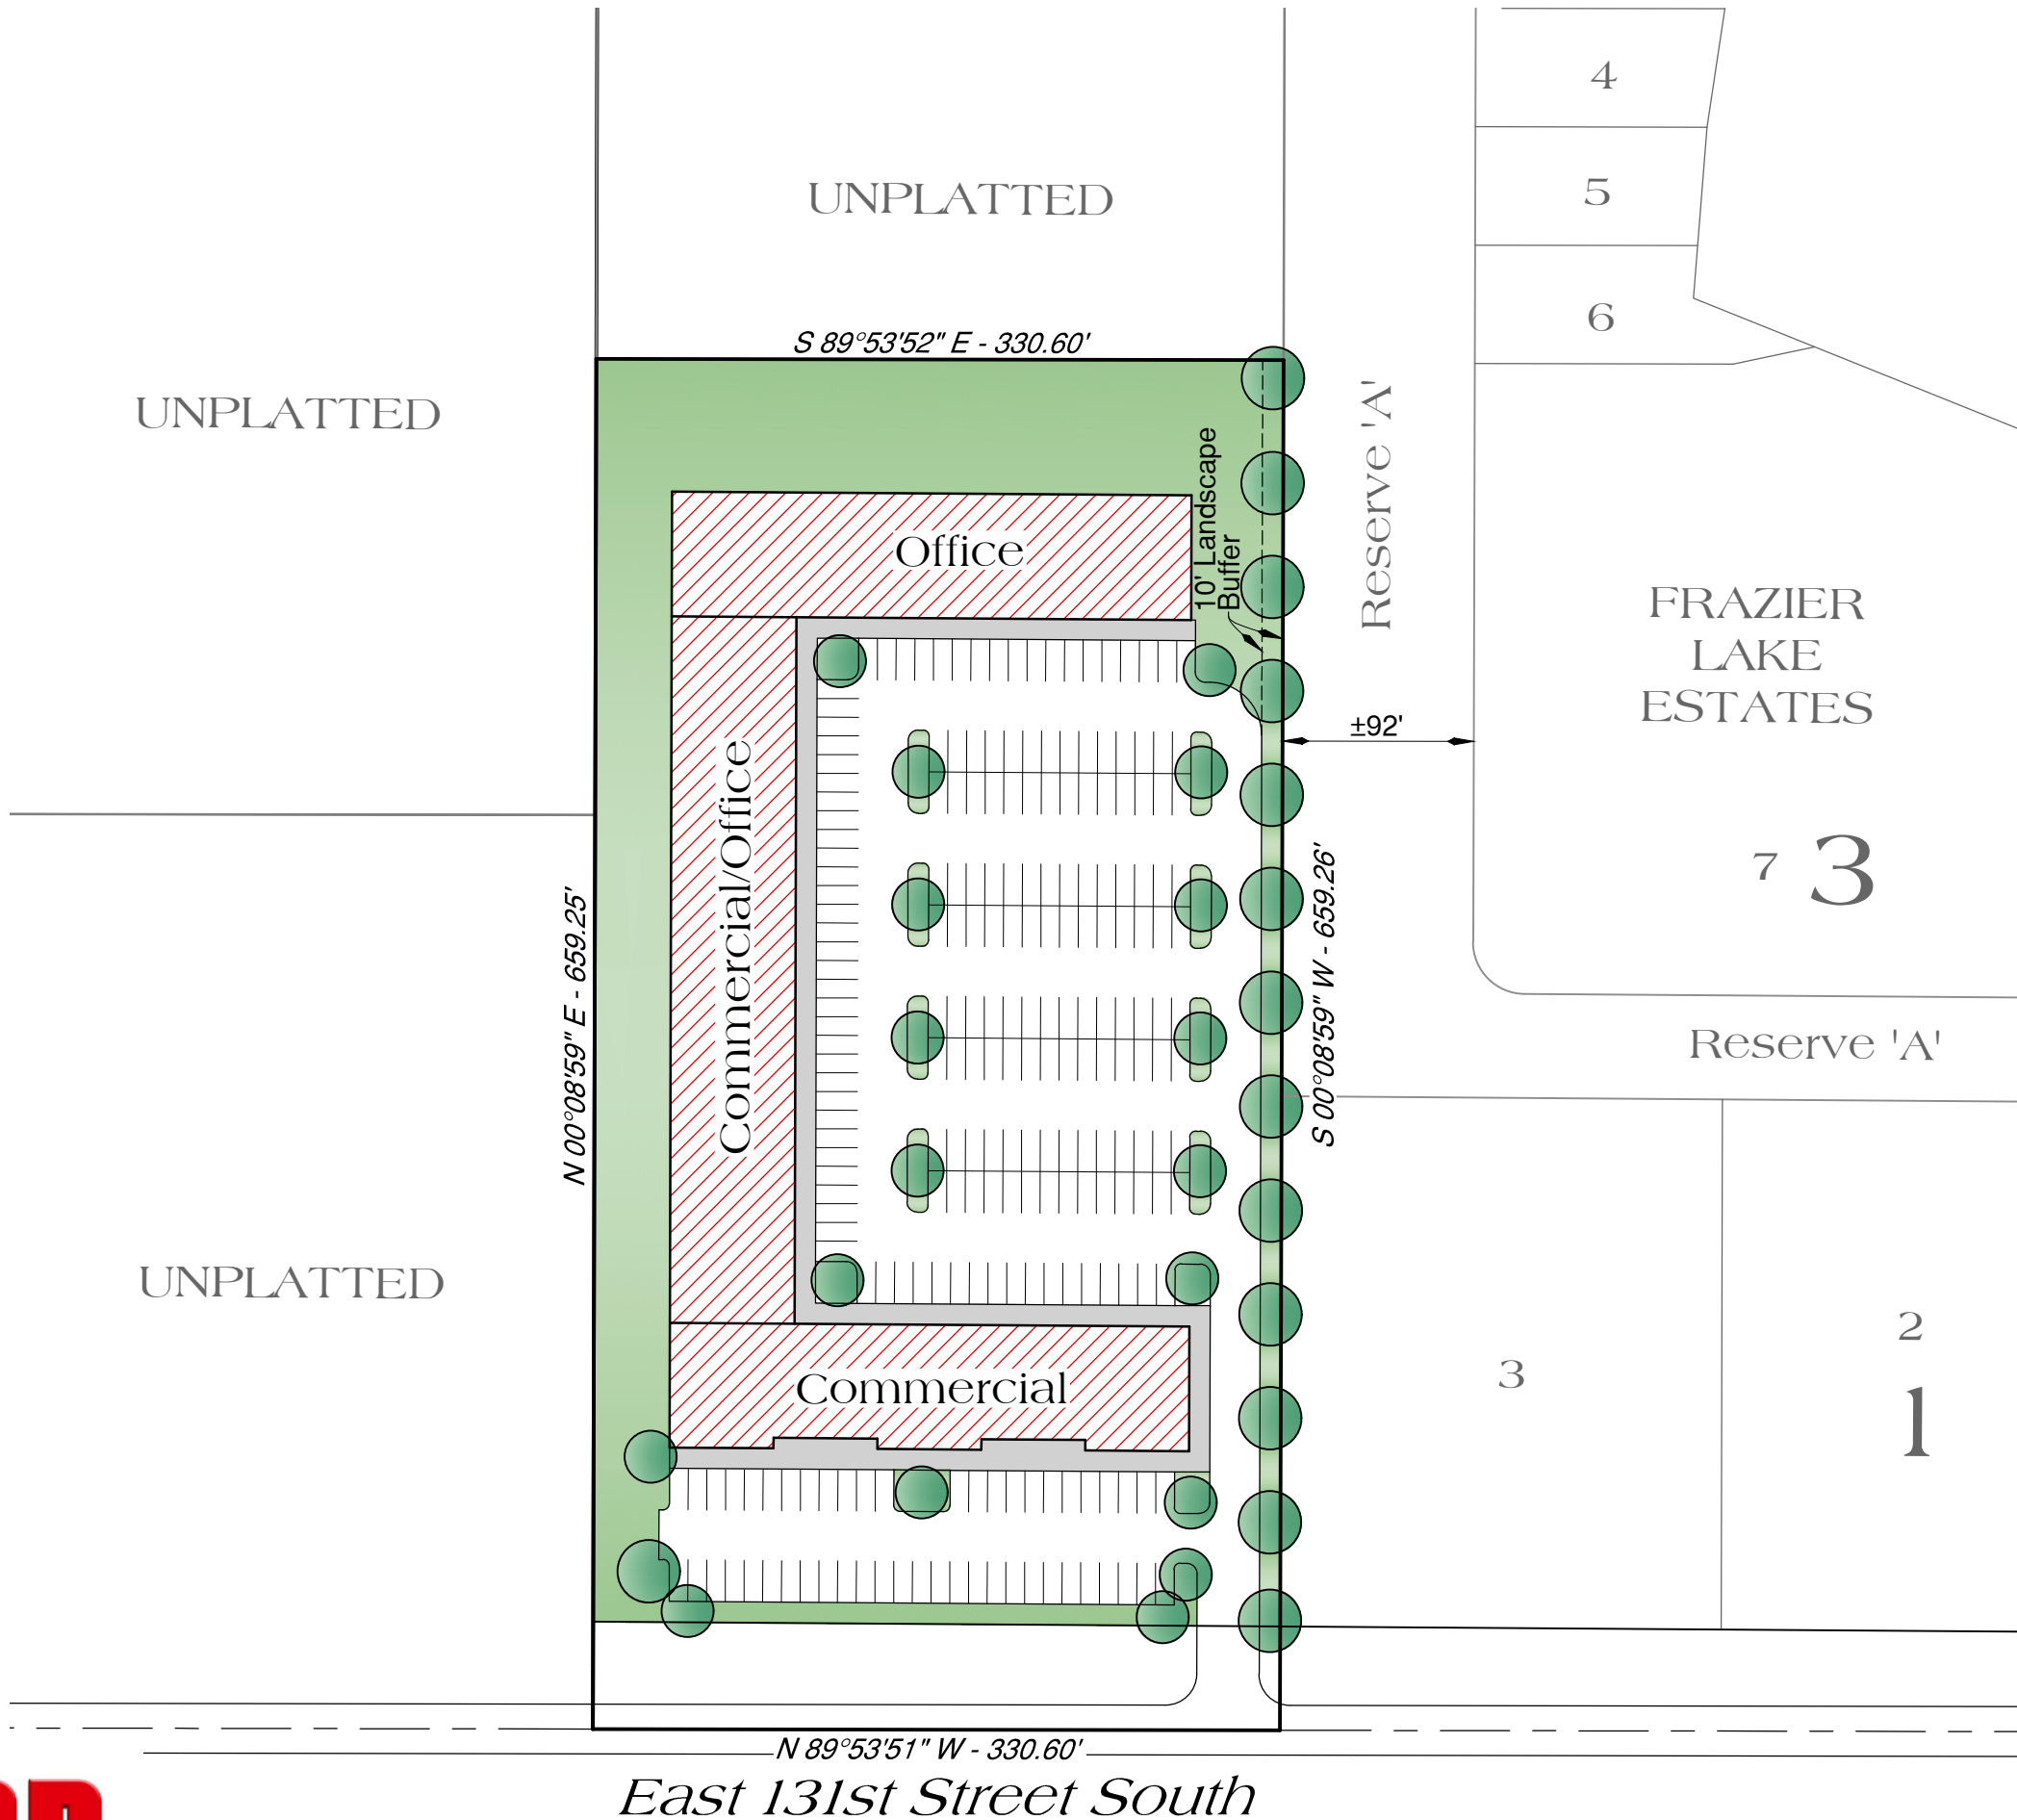 4
UNPLATTED
5
6
S 89°53'52" E - 330.60'
UNPLATTED
Reserve 'A'
10' Landscape
Buffer
Office
FRAZIER
LAKE
ESTATES
±92'
Commercial/Office
7 3
N 00°08'59" E - 659.25'
S 00°08'59" W - 659.26'
Reserve 'A'
UNPLATTED
2
3
1
Commercial
N 89°53'51" W - 330.60'
East 131st Street South